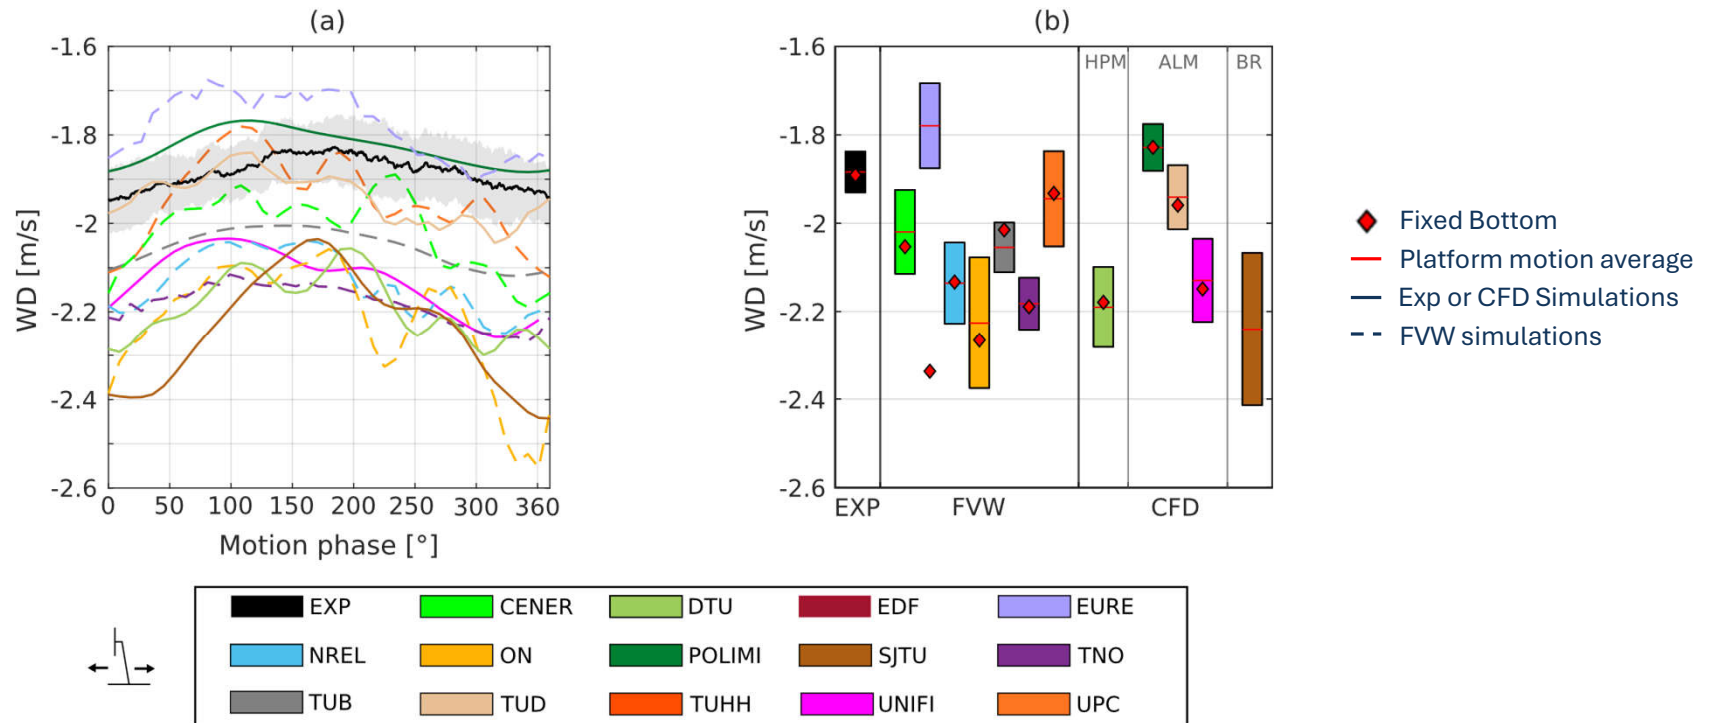 (a)
-1.6
-1.8
-2
-2.2
-2.4
-2.6
WD [m/s]
0 50 100 150 200 250 300 360
Motion phase [°]
(b)
-1.6
-1.8
-2
-2.2
-2.4
-2.6
WD [m/s]
HPM ALM BR
EXP FVW CFD
Fixed Bottom
Platform motion average
Exp or CFD Simulations
FVW simulations
EXP CENER DTU EDF EURE
NREL ON POLIMI SJTU TNO
TUB TUD TUHH UNIFI UPC